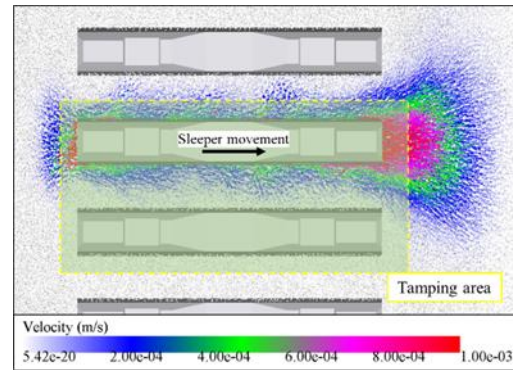 Sleeper movement
Tamping area
Velocity (m/s)
5.42e-20 2.00e-04 4.00e-04 6.00e-04 8.00e-04 1.00e-03